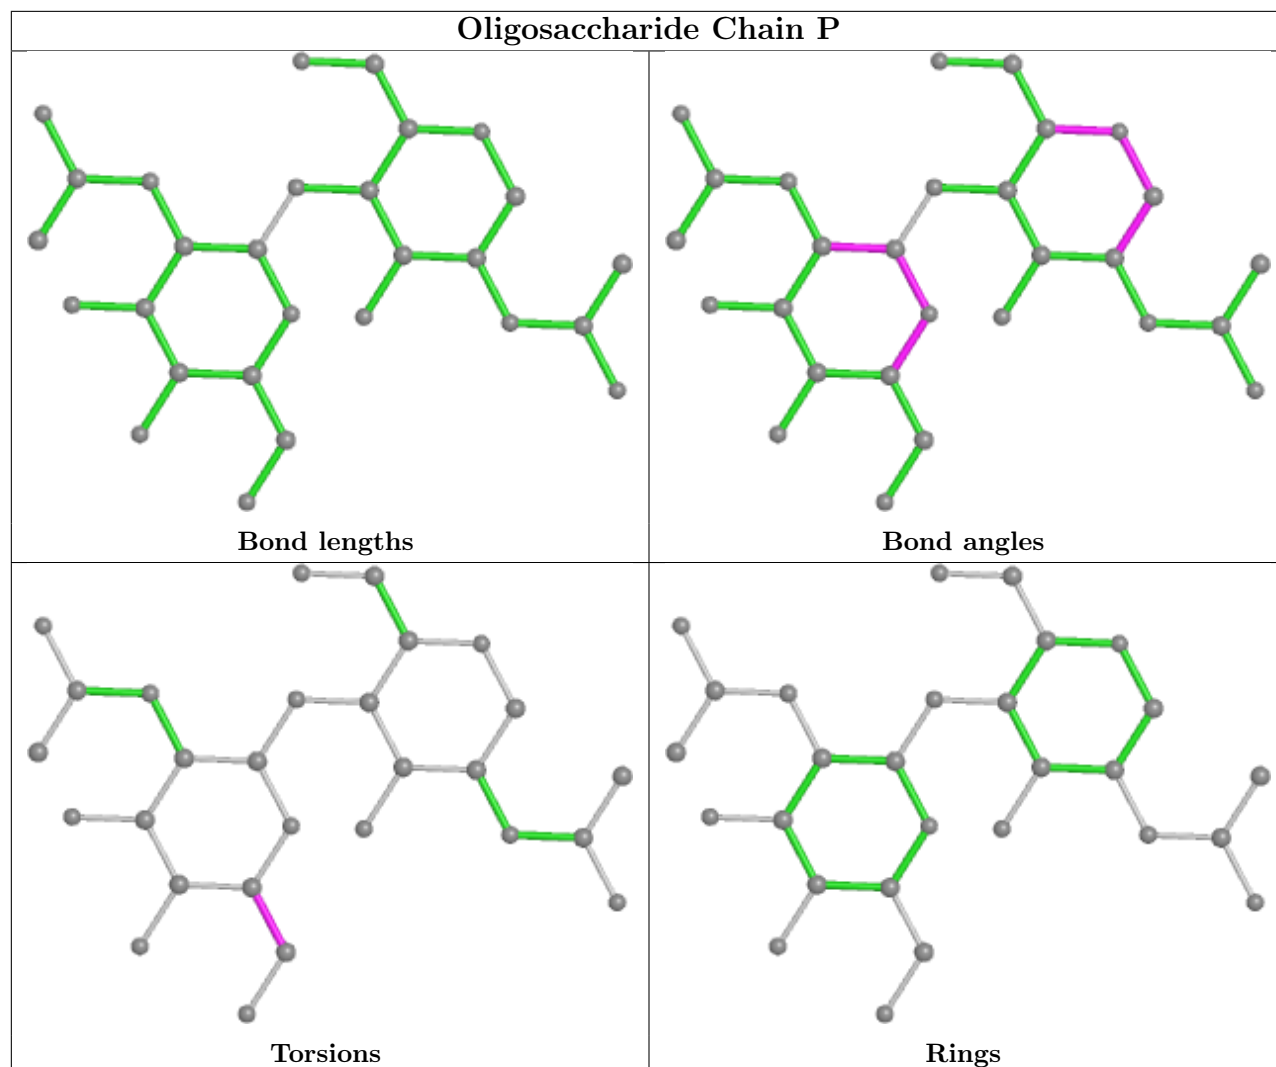 Oligosaccharide Chain P
Bond lengths
Bond angles
Torsions
Rings